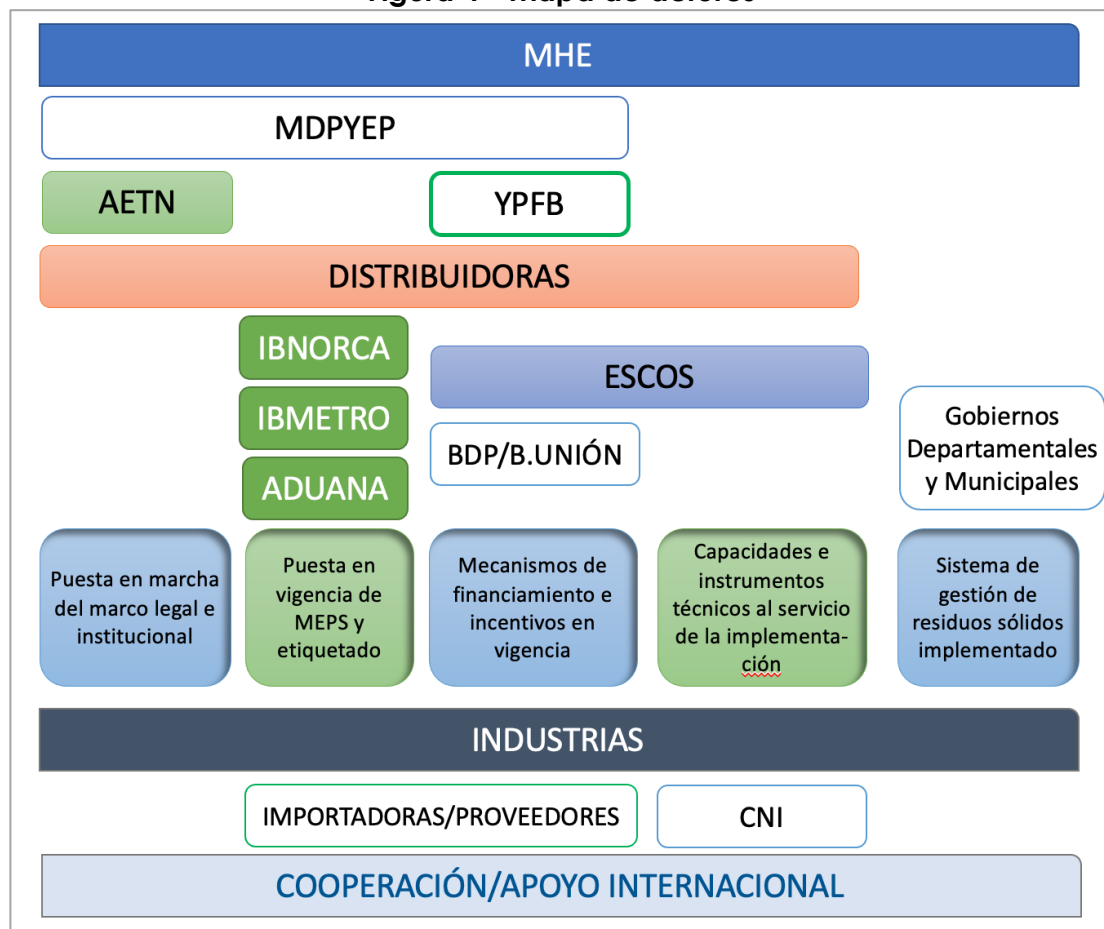 MHE
MDPYEP
AETN
YPFB
DISTRIBUIDORAS
IBNORCA
IBMETRO
ADUANA
ESCOS
BDP/B.UNIÓN
Gobiernos
Departamentales
y Municipales
Puesta en marcha
del marco legal e
institucional
Puesta en
vigencia de
MEPS y
etiquetado
Mecanismos de
financiamiento e
incentivos en
vigencia
Capacidades e
instrumentos
técnicos al servicio
de la implementa-
ción
Sistema de
gestión de
residuos sólidos
implementado
INDUSTRIAS
IMPORTADORAS/PROVEEDORES
CNI
COOPERACIÓN/APOYO INTERNACIONAL